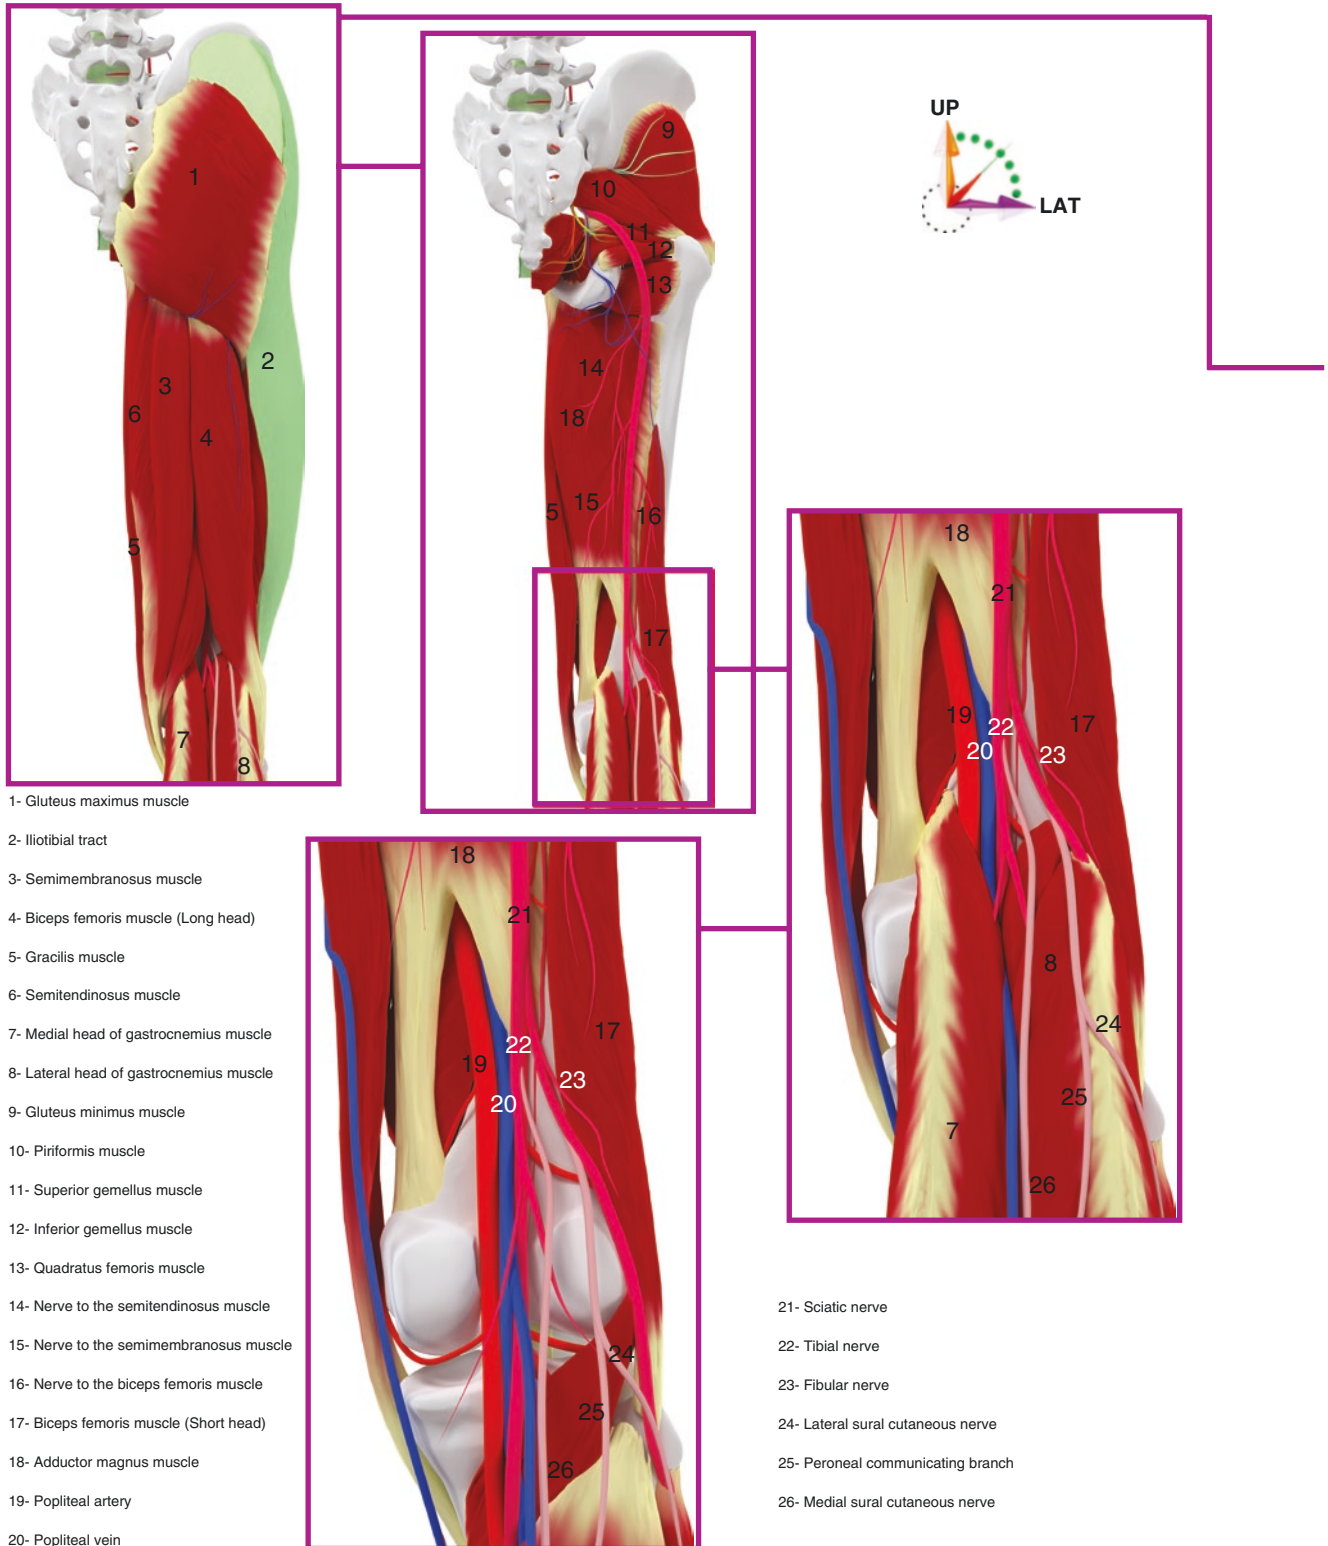 1
2
3
6
4
5
7
8
9
10
11
12
13
14
18
15
5
16
17
UP
LAT
18
21
19
22
17
20
23
8
24
25
7
26
18
21
17
22
19
23
20
24
25
26
1- Gluteus maximus muscle
2- Iliotibial tract
3- Semimembranosus muscle
4- Biceps femoris muscle (Long head)
5- Gracilis muscle
6- Semitendinosus muscle
7- Medial head of gastrocnemius muscle
8- Lateral head of gastrocnemius muscle
9- Gluteus minimus muscle
10- Piriformis muscle
11- Superior gemellus muscle
12- Inferior gemellus muscle
13- Quadratus femoris muscle
14- Nerve to the semitendinosus muscle
15- Nerve to the semimembranosus muscle
16- Nerve to the biceps femoris muscle
17- Biceps femoris muscle (Short head)
18- Adductor magnus muscle
19- Popliteal artery
20- Popliteal vein
21- Sciatic nerve
22- Tibial nerve
23- Fibular nerve
24- Lateral sural cutaneous nerve
25- Peroneal communicating branch
26- Medial sural cutaneous nerve